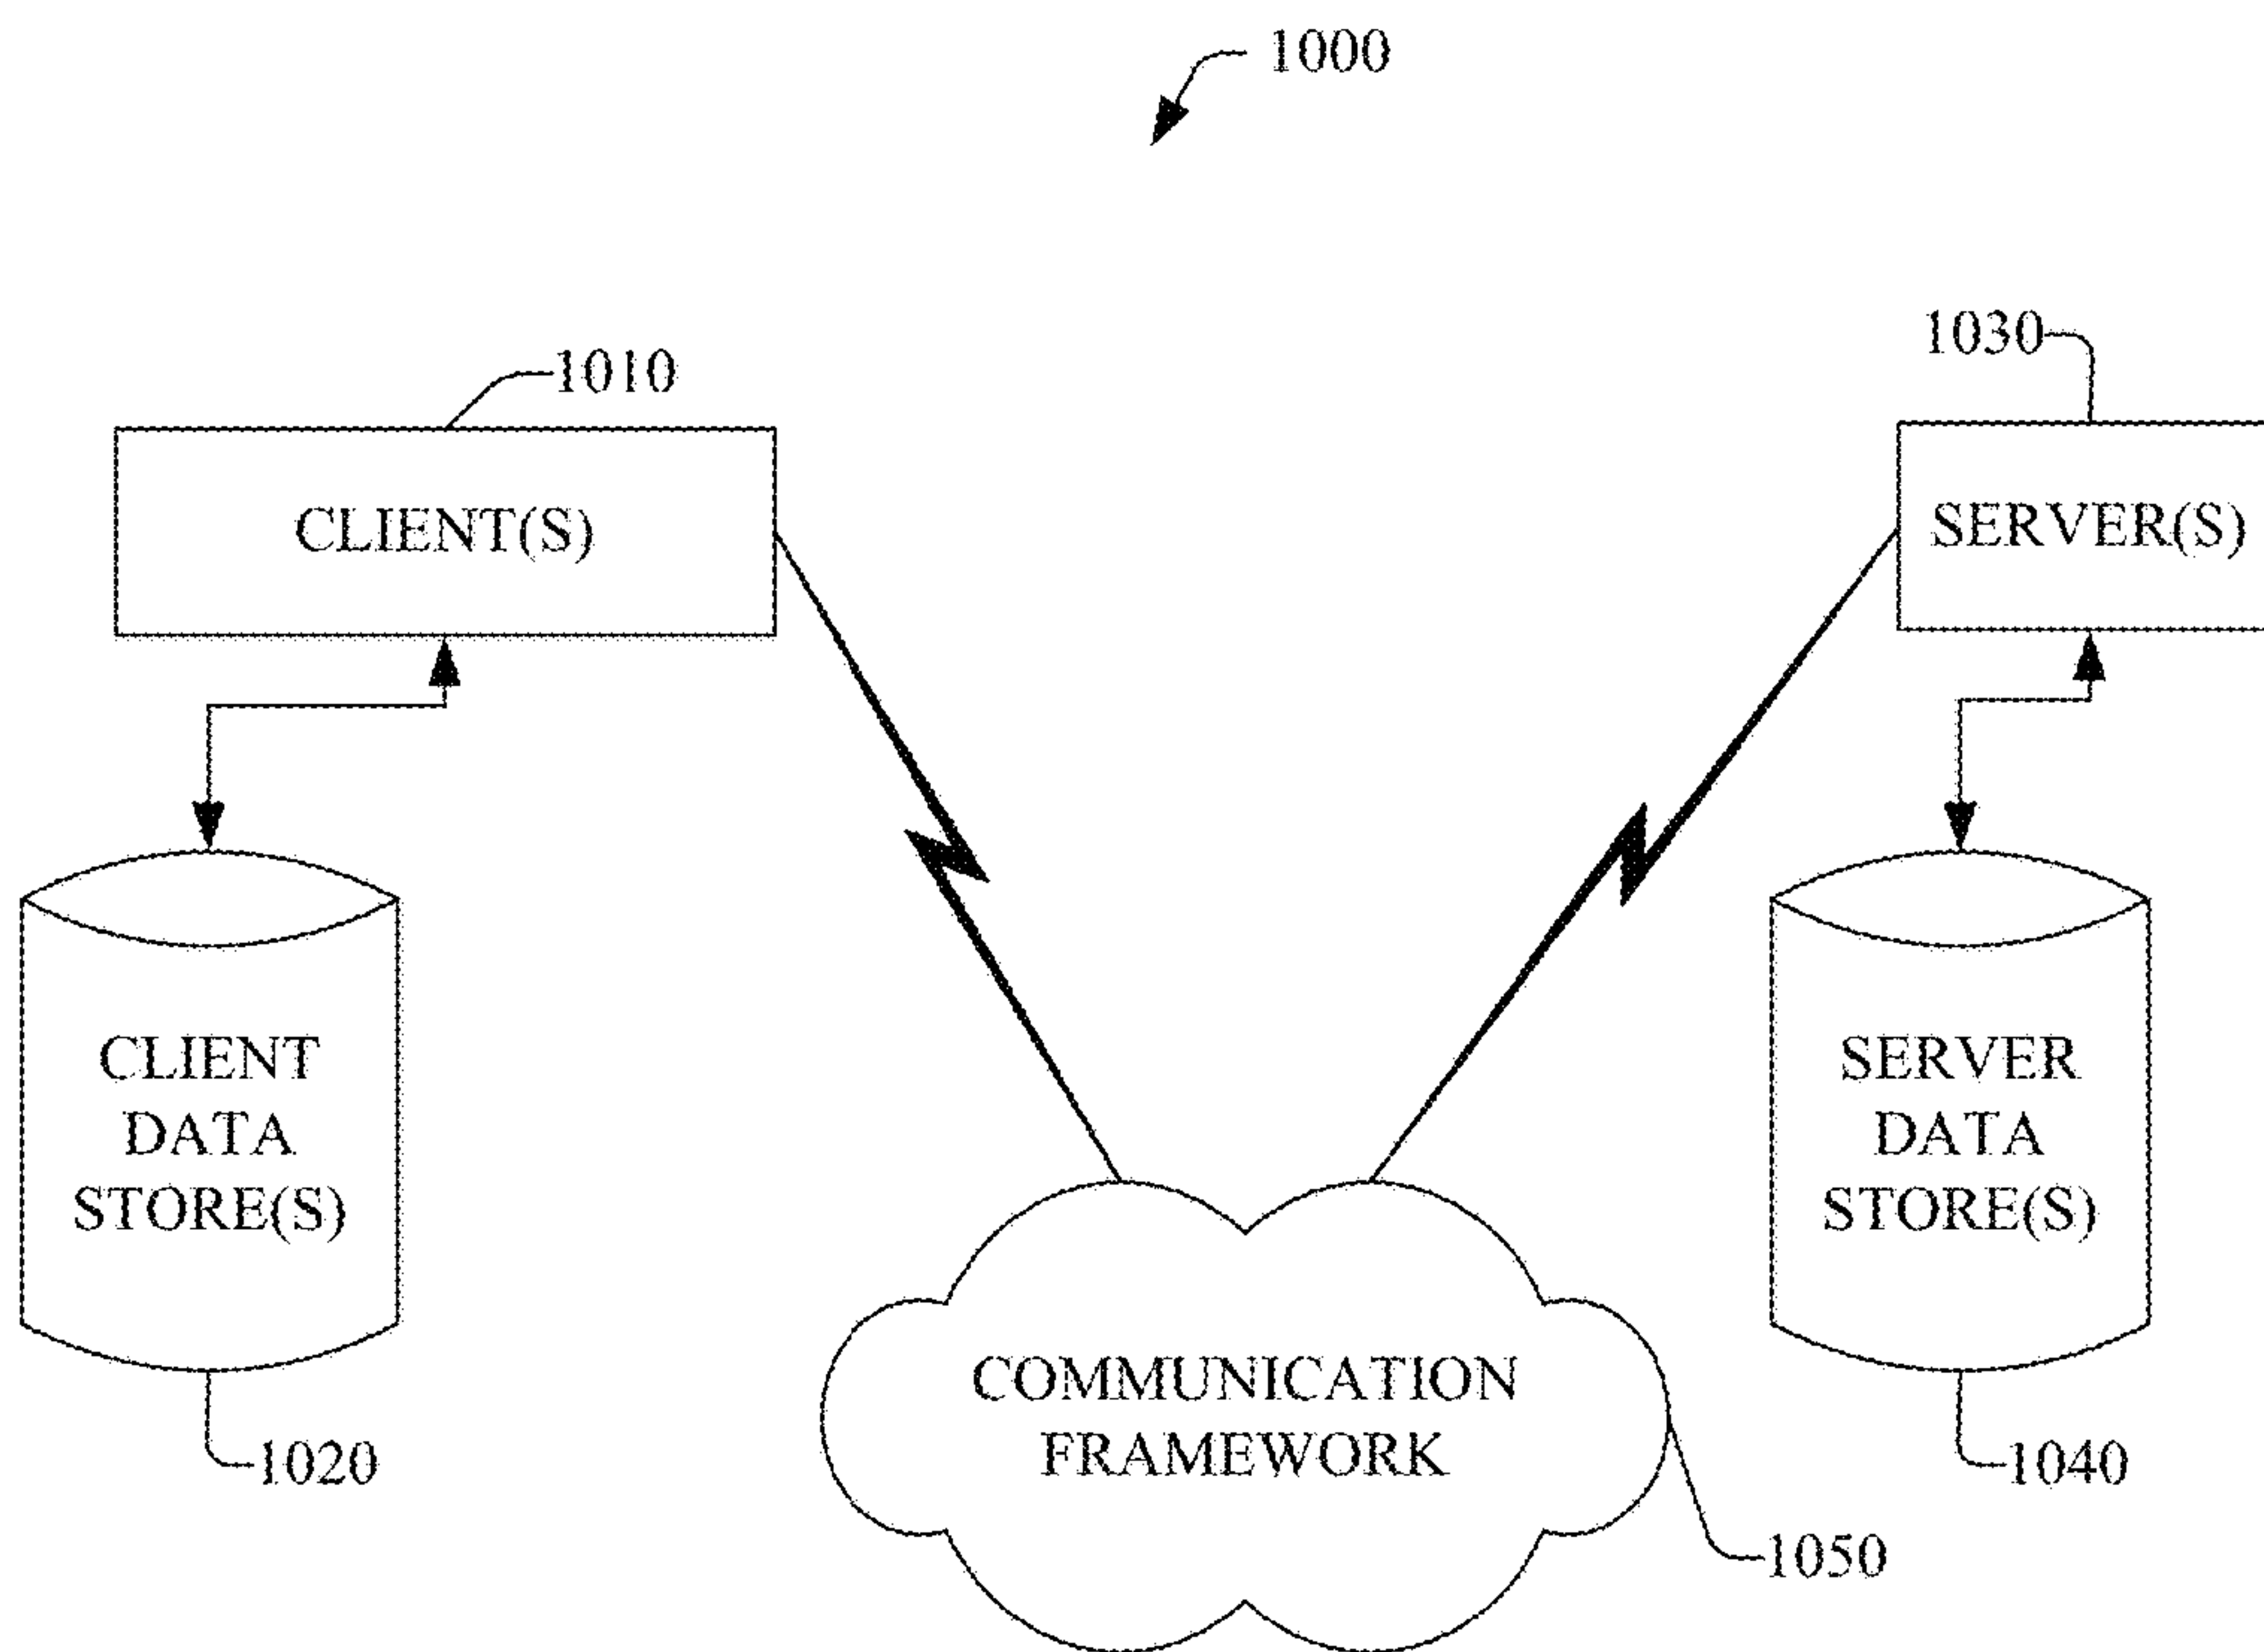 1000
1010
1030
CLIENT(S)
SERVER(S)
CLIENT
DATA
STORE(S)
SERVER
DATA
STORE(S)
COMMUNICATION
FRAMEWORK
1020
1040
1050